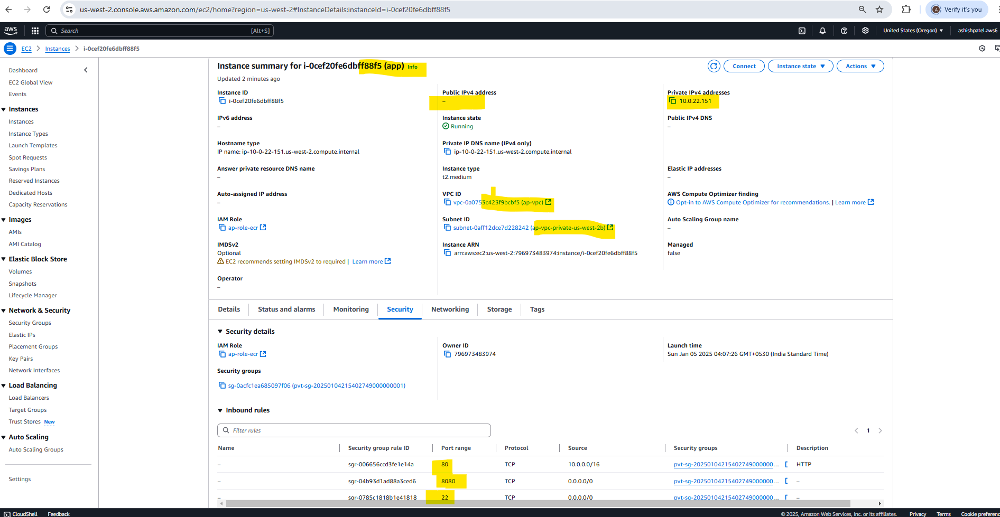 us-west-2.console.aws.amazon.com/ec2/home?region=us-west-2#InstanceDetails:instanceId=i-0cef20fe6dbff88f5
A
Verify it's you
aws
Search
[Alt+S]
United States (Oregon)
ashishpatel.aws6
EC2
Instances
i-0cef20fe6dbff88f5
Dashboard
EC2 Global View
Events
Instances
Instances
Instance Types
Launch Templates
Spot Requests
Savings Plans
Reserved Instances
Dedicated Hosts
Capacity Reservations
Images
AMIs
AMI Catalog
Elastic Block Store
Volumes
Snapshots
Lifecycle Manager
Network & Security
Security Groups
Elastic IPs
Placement Groups
Key Pairs
Network Interfaces
Load Balancing
Load Balancers
Target Groups
Trust Stores New
Auto Scaling
Auto Scaling Groups
Settings
Instance summary for i-0cef20fe6dbff88f5 (app) Info
Updated 2 minutes ago
Connect
Instance state
Actions
Instance ID
i-0cef20fe6dbff88f5
Public IPv4 address
–
Private IPv4 addresses
10.0.22.151
IPv6 address
–
Instance state
Running
Public IPv4 DNS
–
Hostname type
IP name: ip-10-0-22-151.us-west-2.compute.internal
Private IP DNS name (IPv4 only)
ip-10-0-22-151.us-west-2.compute.internal
Answer private resource DNS name
–
Instance type
t2.medium
Elastic IP addresses
–
Auto-assigned IP address
–
VPC ID
vpc-0a0753c423f9bcbf5 (ap-vpc)
AWS Compute Optimizer finding
Opt-in to AWS Compute Optimizer for recommendations. | Learn more
IAM Role
ap-role-ecr
Subnet ID
subnet-0aff12dce7d228242 (ap-vpc-private-us-west-2b)
Auto Scaling Group name
–
IMDSv2
Optional
EC2 recommends setting IMDSv2 to required | Learn more
Instance ARN
arn:aws:ec2:us-west-2:796973483974:instance/i-0cef20fe6dbff88f5
Managed
false
Operator
–
Details
Status and alarms
Monitoring
Security
Networking
Storage
Tags
Security details
IAM Role
ap-role-ecr
Owner ID
796973483974
Launch time
Sun Jan 05 2025 04:07:26 GMT+0530 (India Standard Time)
Security groups
sg-0acfc1ea685097f06 (pvt-sg-20250104215402749000000001)
Inbound rules
Filter rules
1
Name Security group rule ID Port range Protocol Source Security groups Description
– sgr-006656ccd3fe1e14a 80 TCP 10.0.0.0/16 pvt-sg-20250104215402749000000... HTTP
– sgr-04b93d1ad88a3ced6 8080 TCP 0.0.0.0/0 pvt-sg-20250104215402749000000... –
– sgr-0785c1818b1e41818 22 TCP 0.0.0.0/0 pvt-sg-20250104215402749000000... –
CloudShell
Feedback
© 2025, Amazon Web Services, Inc. or its affiliates.
Privacy
Terms
Cookie preferenc